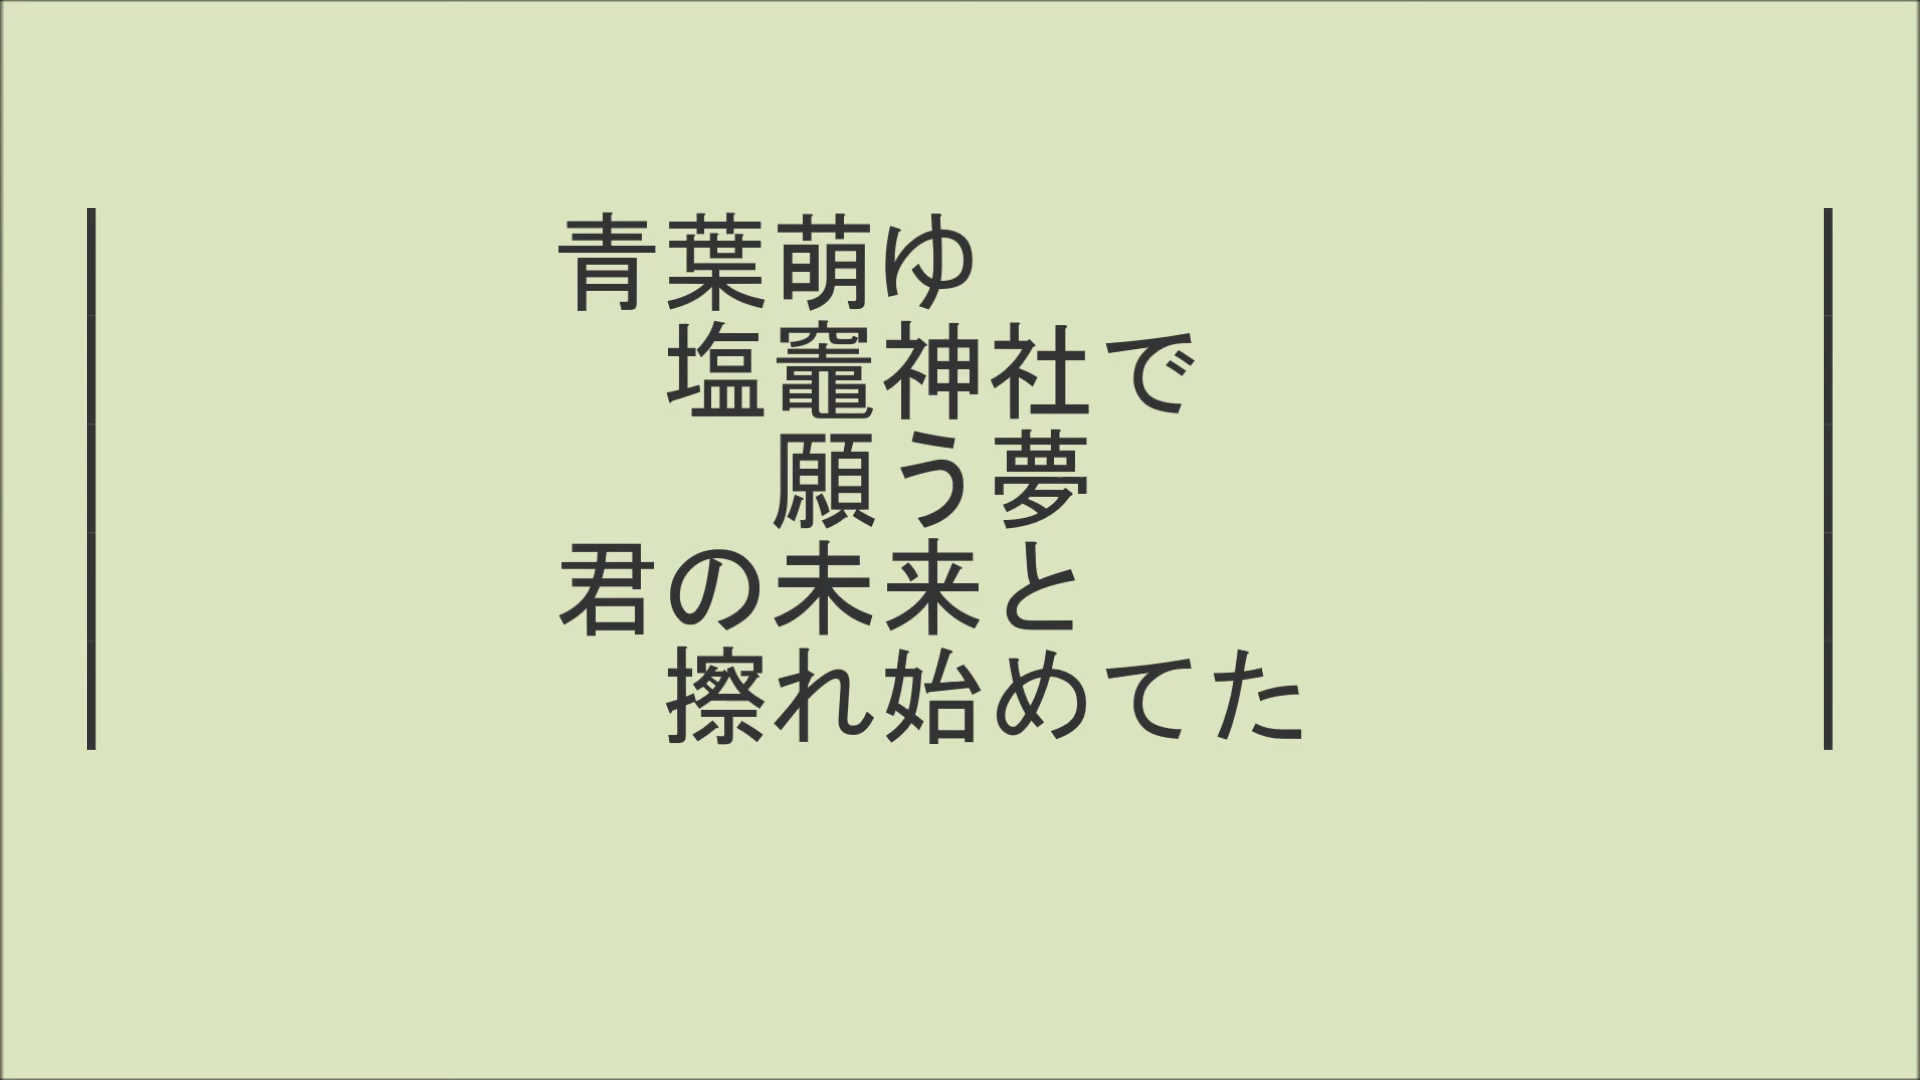 青葉萌ゆ
塩竈神社で
願う夢
君の未来と
擦れ始めてた